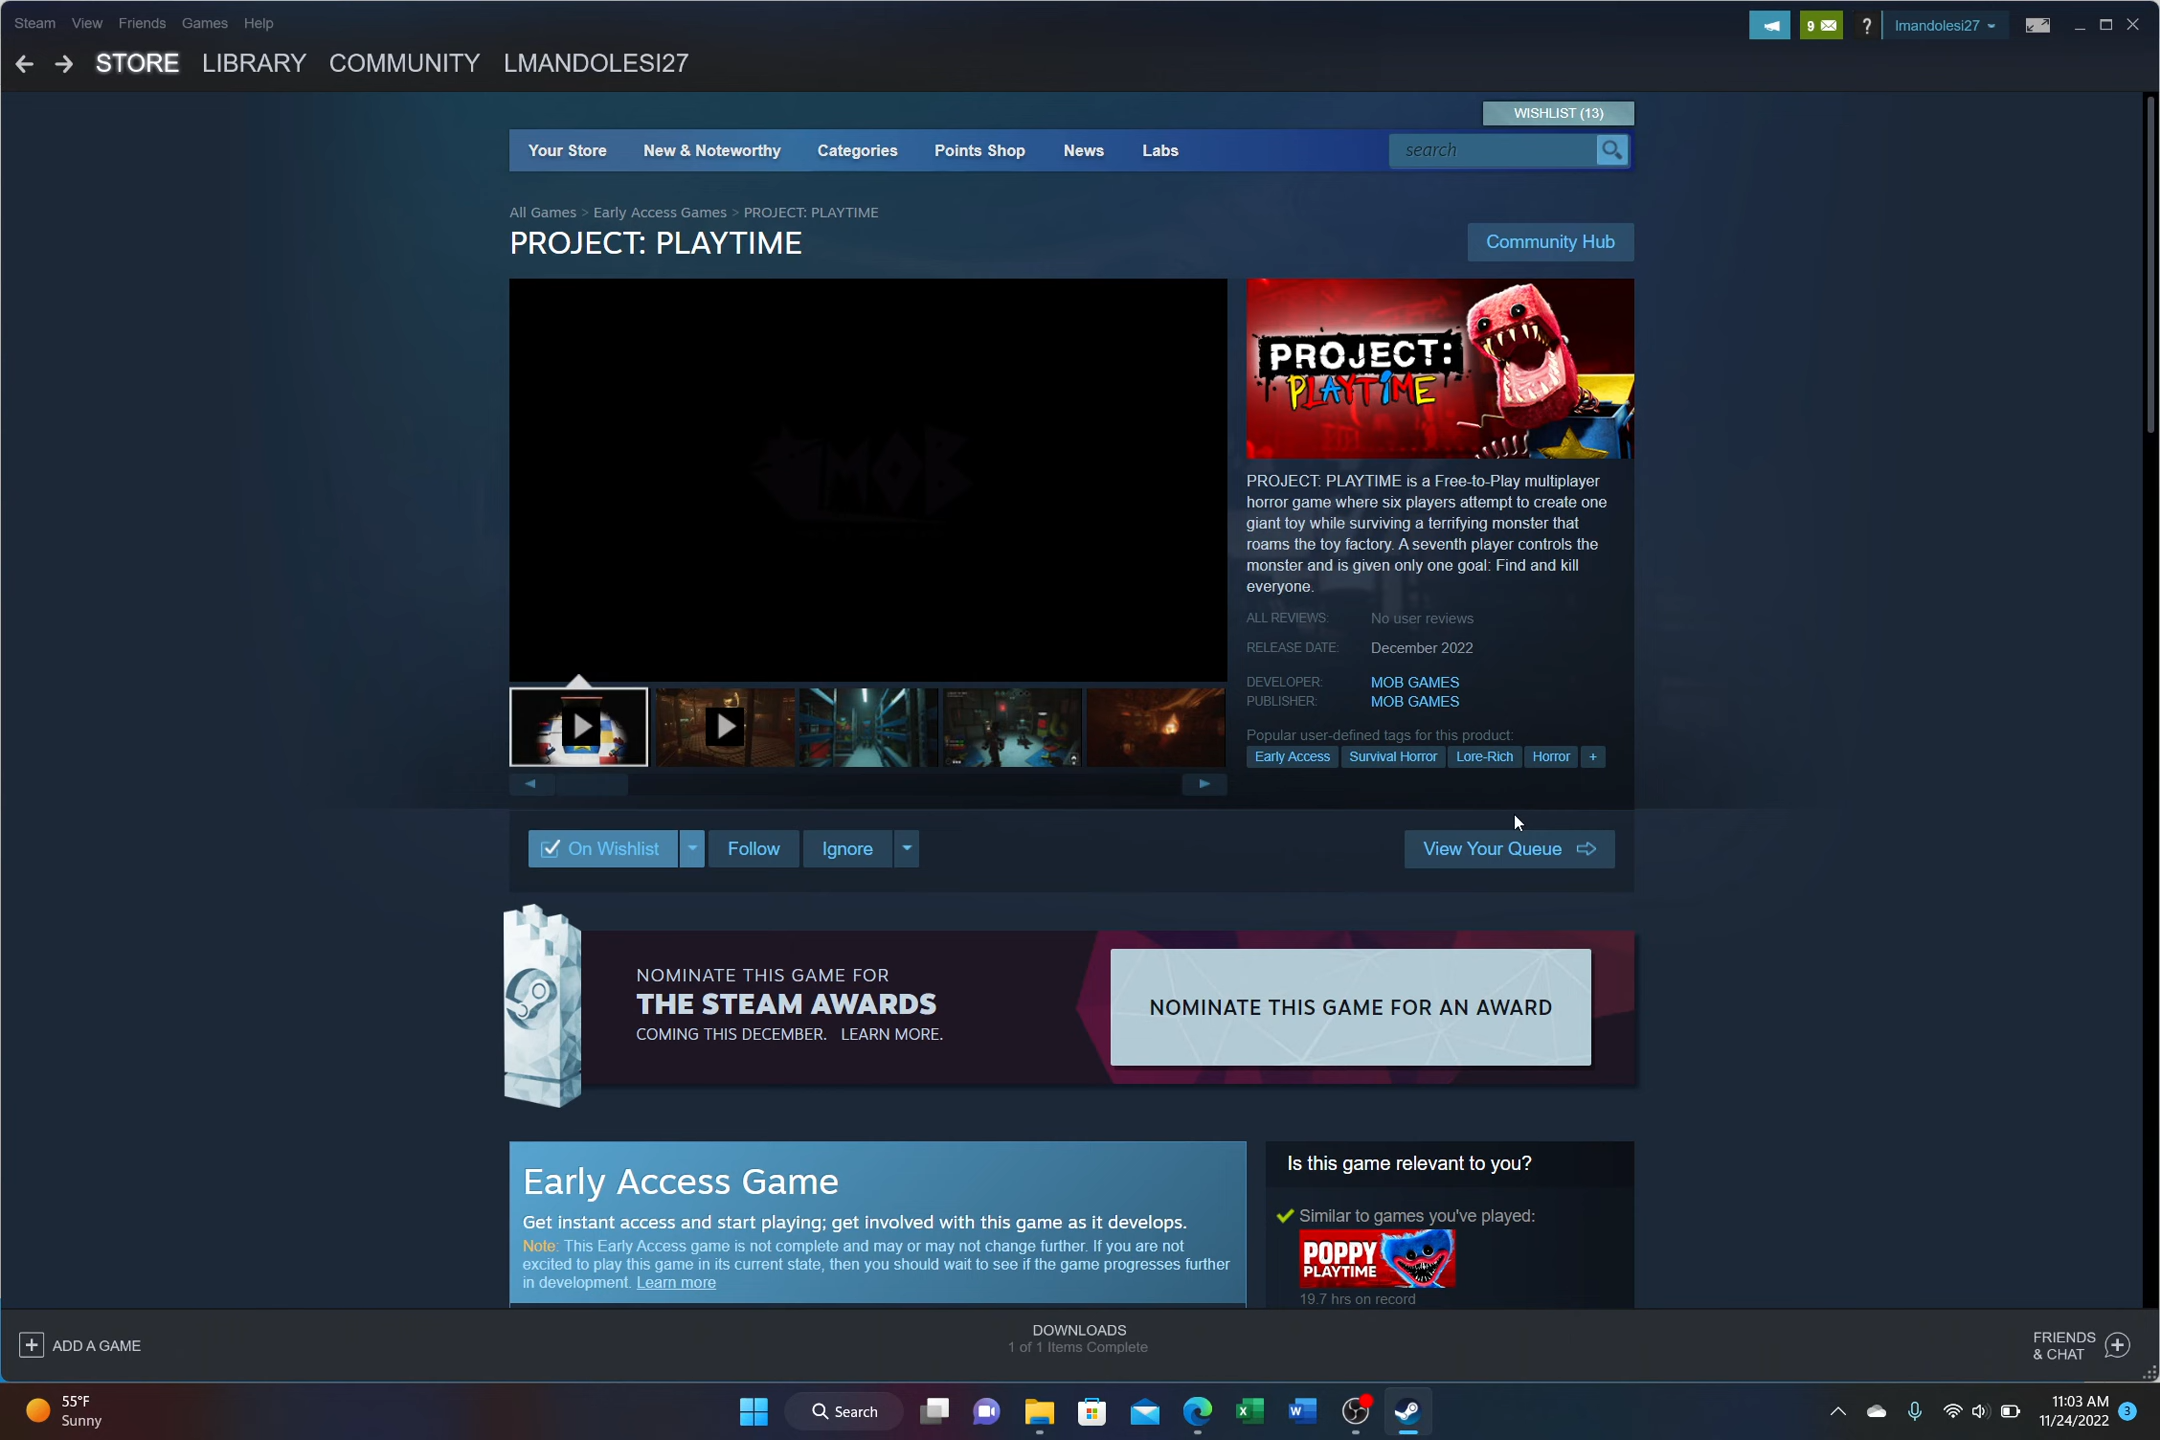 Steam View Friends Games Help
9 ? lmandolesi27
STORE LIBRARY COMMUNITY LMANDOLESI27
WISHLIST (13)
Your Store New & Noteworthy Categories Points Shop News Labs search
All Games > Early Access Games > PROJECT: PLAYTIME
PROJECT: PLAYTIME
Community Hub
MOB
PROJECT:
PLAYTIME
PROJECT: PLAYTIME is a Free-to-Play multiplayer
horror game where six players attempt to create one
giant toy while surviving a terrifying monster that
roams the toy factory. A seventh player controls the
monster and is given only one goal: Find and kill
everyone.
ALL REVIEWS: No user reviews
RELEASE DATE: December 2022
DEVELOPER: MOB GAMES
PUBLISHER: MOB GAMES
Popular user-defined tags for this product:
Early Access Survival Horror Lore-Rich Horror +
On Wishlist Follow Ignore View Your Queue
NOMINATE THIS GAME FOR
THE STEAM AWARDS
COMING THIS DECEMBER. LEARN MORE.
NOMINATE THIS GAME FOR AN AWARD
Early Access Game
Get instant access and start playing; get involved with this game as it develops.
Note: This Early Access game is not complete and may or may not change further. If you are not
excited to play this game in its current state, then you should wait to see if the game progresses further
in development. Learn more
Is this game relevant to you?
Similar to games you've played:
POPPY
PLAYTIME
19.7 hrs on record
+ ADD A GAME
DOWNLOADS
1 of 1 Items Complete
FRIENDS
& CHAT +
55°F
Sunny
Search
11:03 AM
11/24/2022
3